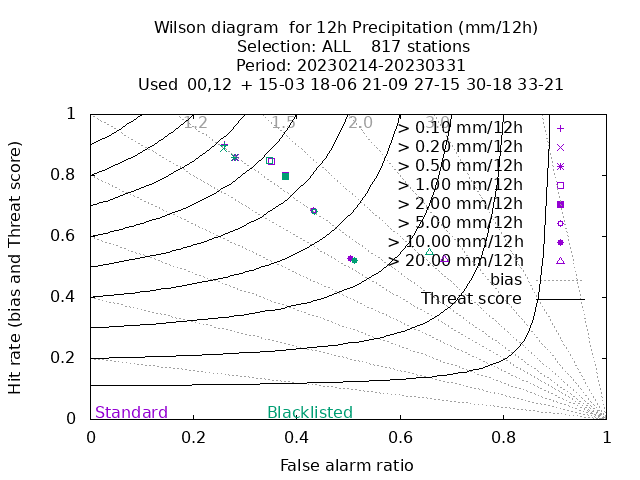 Wilson diagram  for 12h Precipitation (mm/12h)
Selection: ALL    817 stations
Period: 20230214-20230331
Used  00,12  + 15-03 18-06 21-09 27-15 30-18 33-21
Hit rate (bias and Threat score)
1
0.8
0.6
0.4
0.2
0
1.2
1.5
2.0
3.0
> 0.10 mm/12h
> 0.20 mm/12h
> 0.50 mm/12h
> 1.00 mm/12h
> 2.00 mm/12h
> 5.00 mm/12h
> 10.00 mm/12h
> 20.00 mm/12h
bias
Threat score
Standard
Blacklisted
0 0.2 0.4 0.6 0.8 1
False alarm ratio